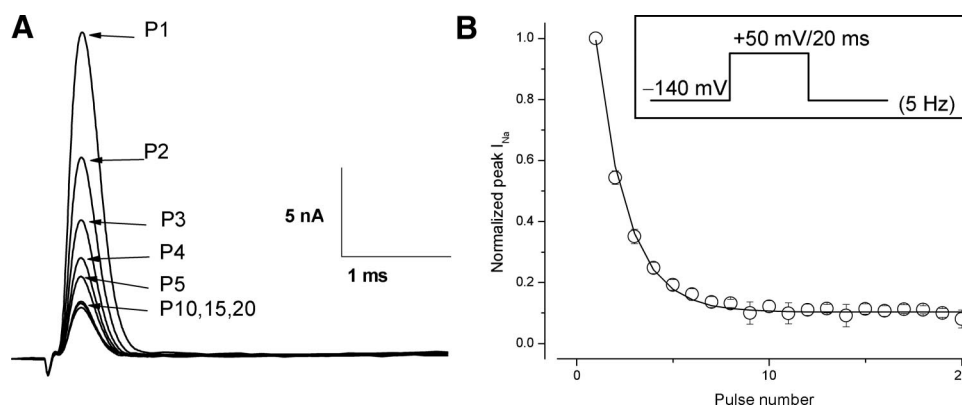 A
P1
P2
P3
P4
P5
P10,15,20
5 nA
1 ms
B
+50 mV/20 ms
−140 mV
(5 Hz)
Normalized peak I_Na
1.0
0.8
0.6
0.4
0.2
0.0
0
10
Pulse number